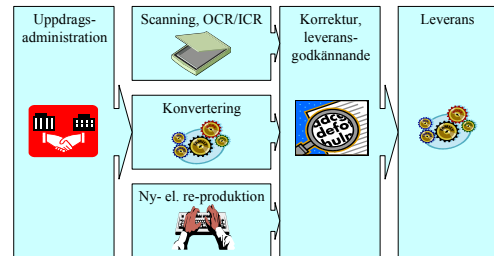 Uppdrags-
administration
Scanning, OCR/ICR
Konvertering
Ny- el. re-produktion
Korrektur,
leverans-
godkännande
Leverans